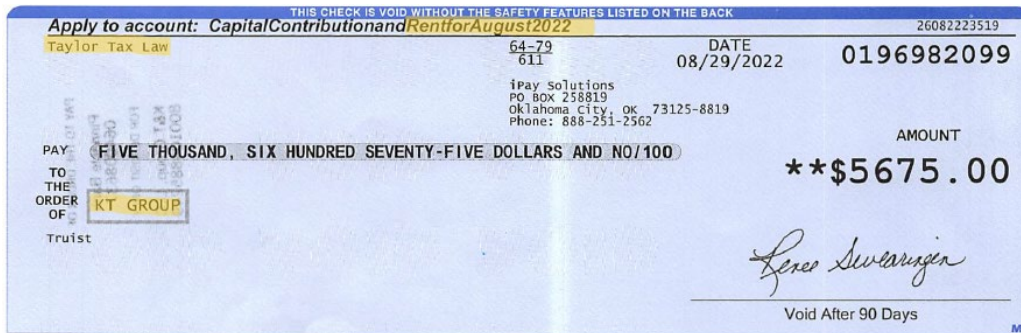 THIS CHECK IS VOID WITHOUT THE SAFETY FEATURES LISTED ON THE BACK
Apply to account: CapitalContributionandRentforAugust2022
26082223519
Taylor Tax Law
64-79
611
DATE
08/29/2022
0196982099
iPay Solutions
PO BOX 258819
Oklahoma City, OK 73125-8819
Phone: 888-251-2562
AMOUNT
PAY FIVE THOUSAND, SIX HUNDRED SEVENTY-FIVE DOLLARS AND NO/100
**$5675.00
TO
THE
ORDER
OF
KT GROUP
Truist
Renee Swearingen
Void After 90 Days